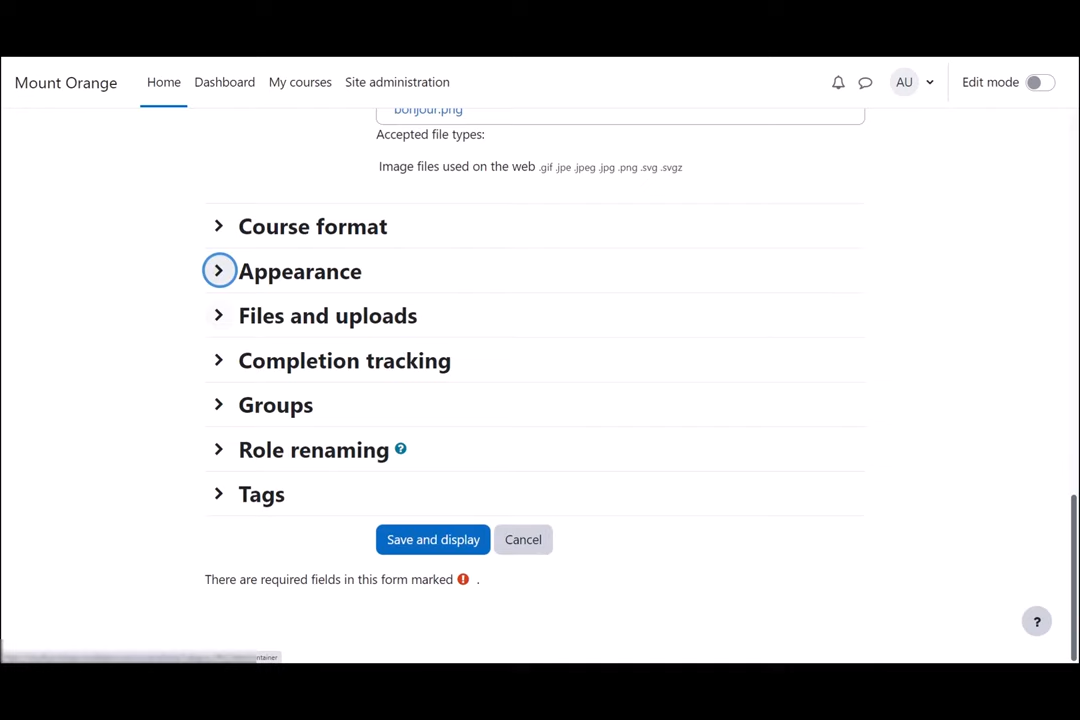 Mount Orange Home Dashboard My courses Site administration AU Edit mode
bonjour.png
Accepted file types:
Image files used on the web .gif .jpe .jpeg .jpg .png .svg .svgz
Course format
Appearance
Files and uploads
Completion tracking
Groups
Role renaming ?
Tags
Save and display Cancel
There are required fields in this form marked ! .
?